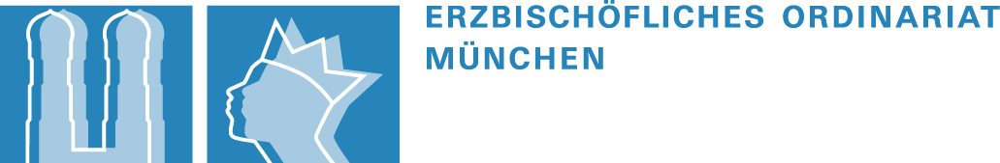 ERZBISCHÖFLICHES ORDINARIAT
MÜNCHEN